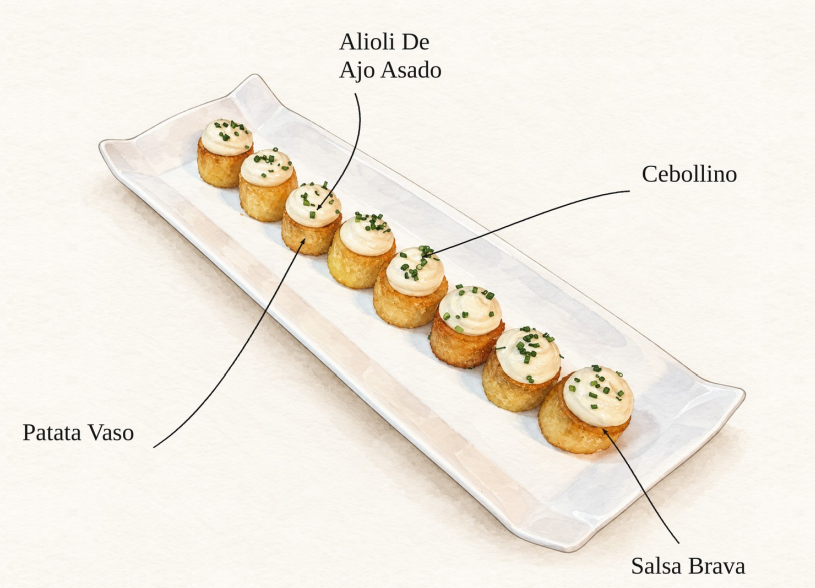 Alioli De
Ajo Asado
Cebollino
Patata Vaso
Salsa Brava